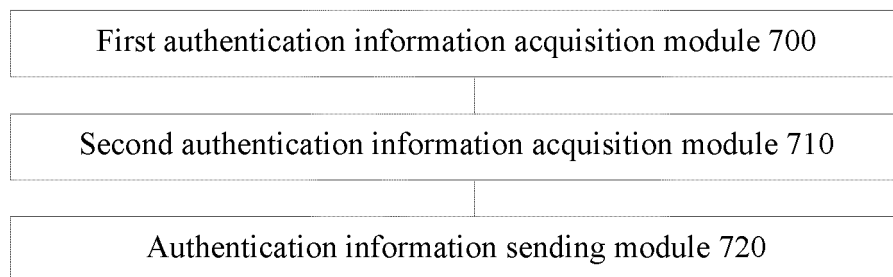 First authentication information acquisition module 700
Second authentication information acquisition module 710
Authentication information sending module 720